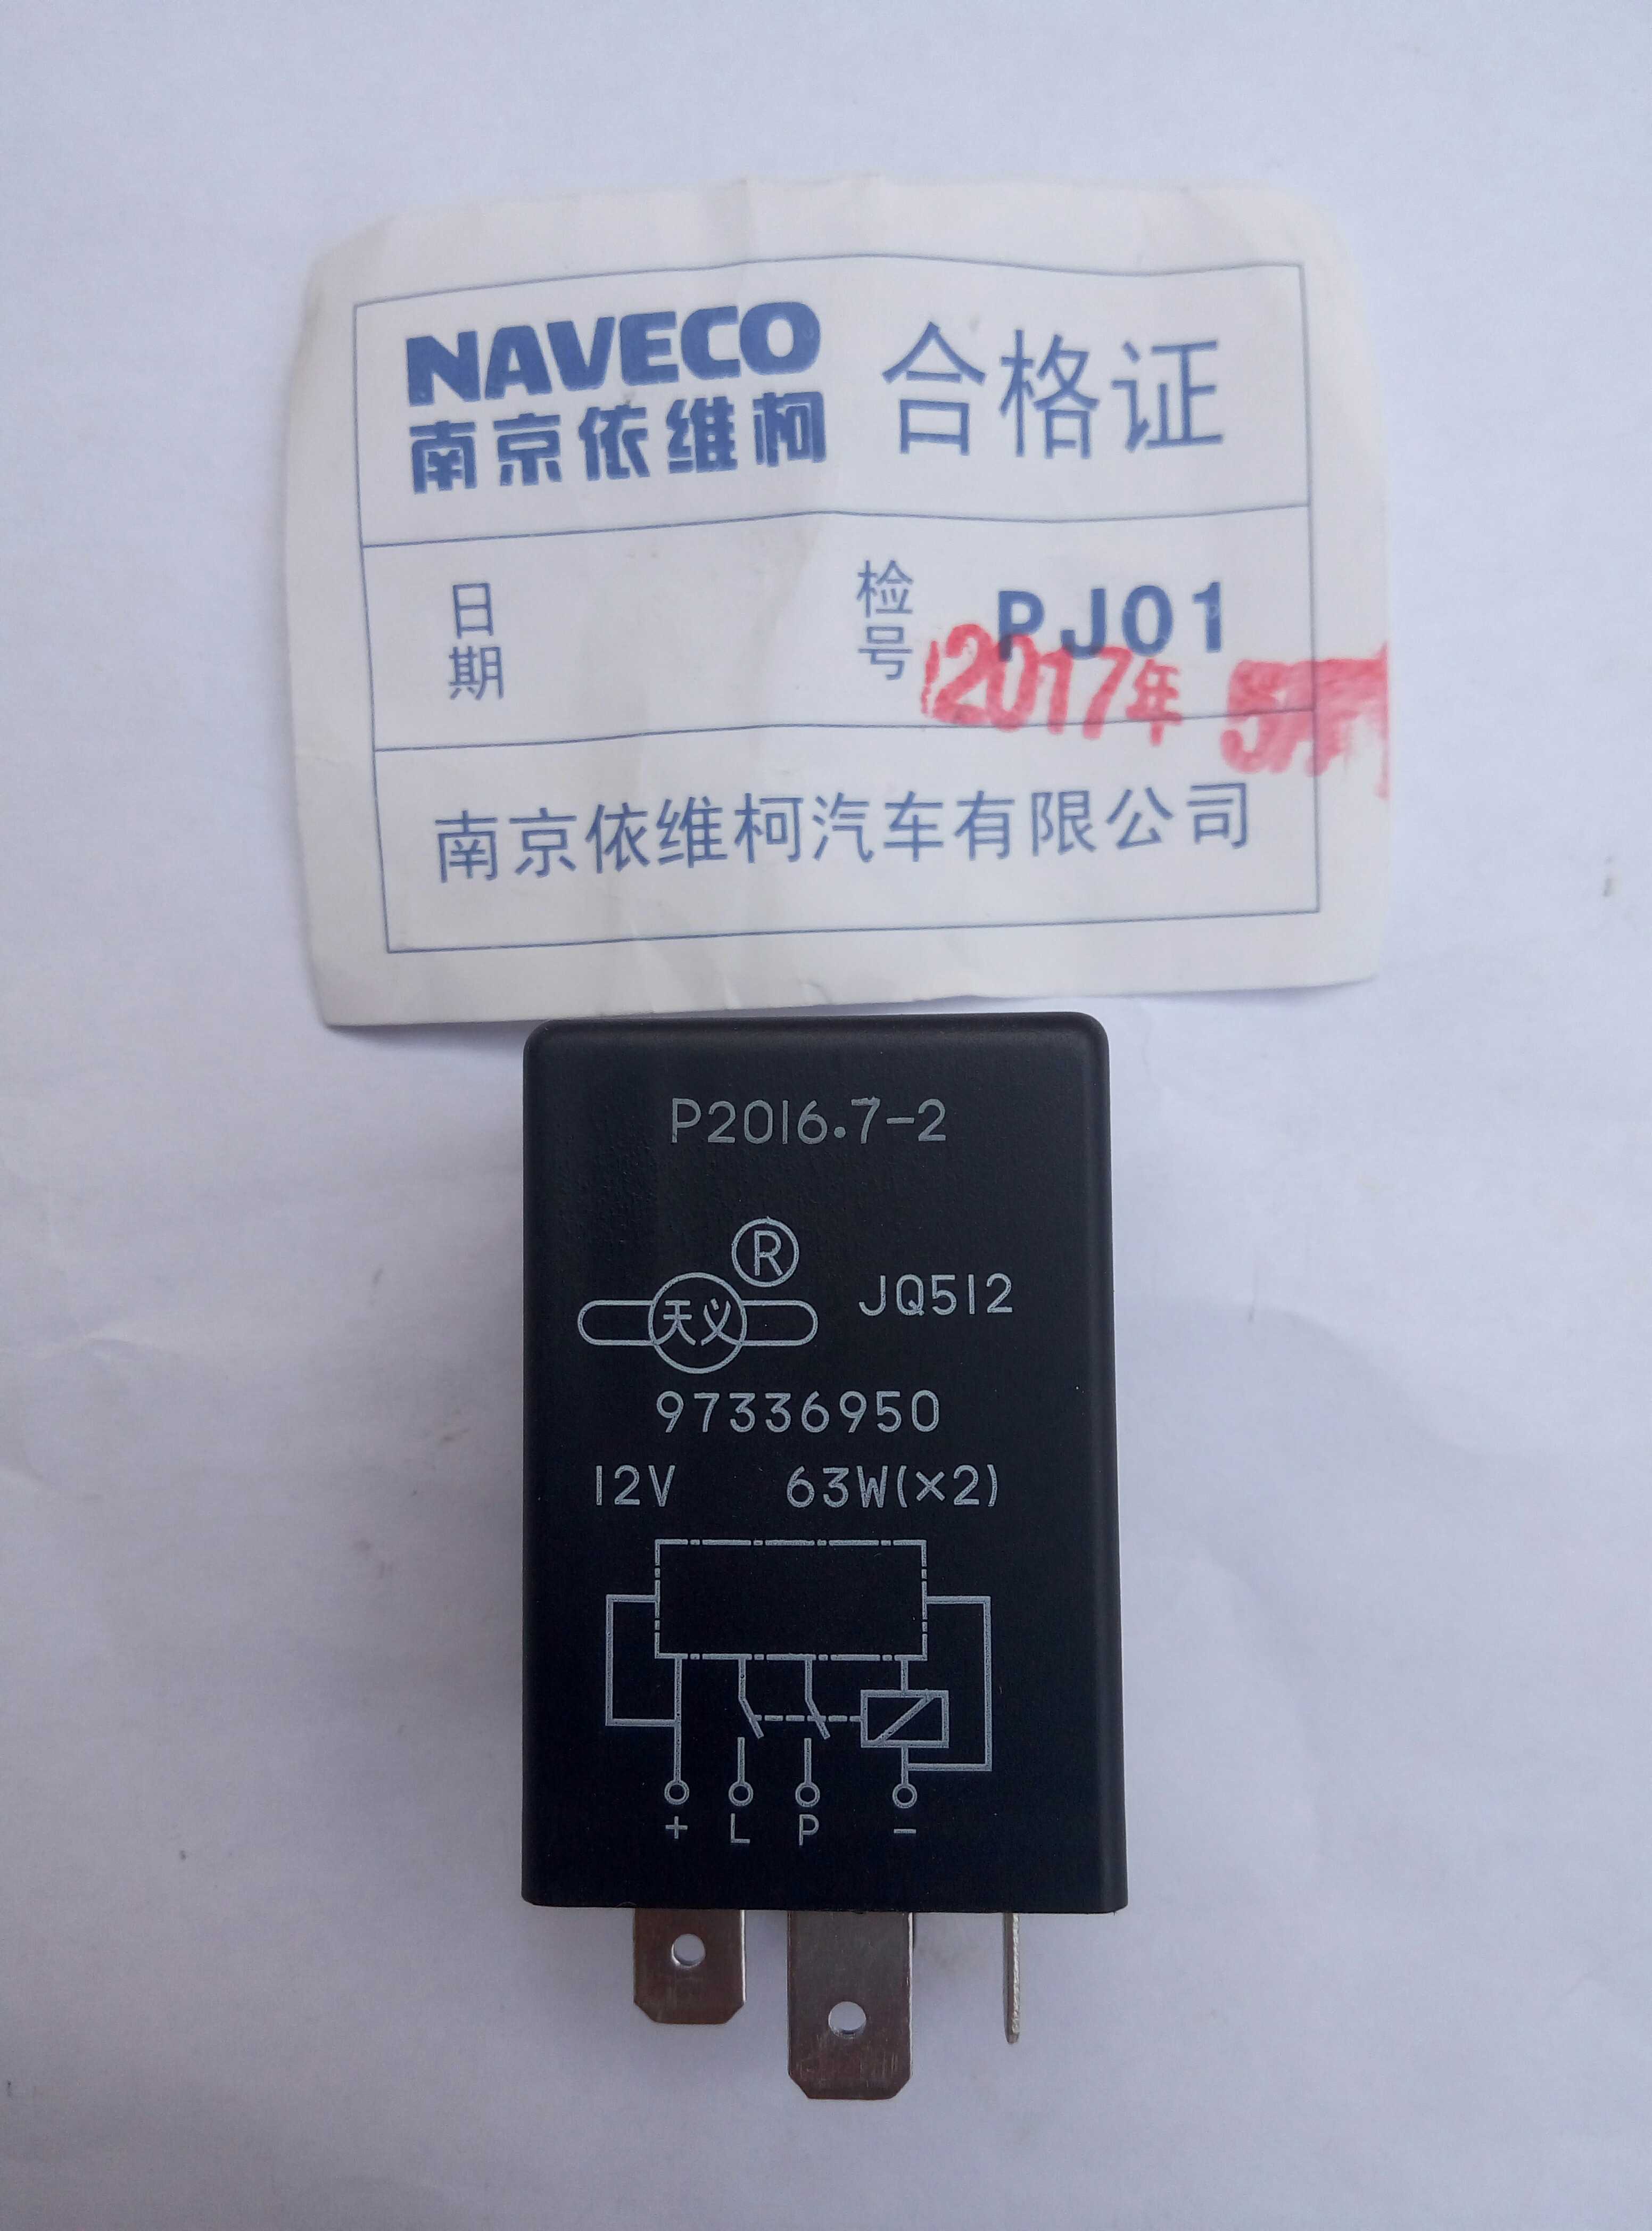 NAVECO
南京依维柯
合格证
日期
检号
PJ01
2017年
南京依维柯汽车有限公司
P2016.7-2
®
天义
JQ512
97336950
12V 63W(×2)
+ L P -